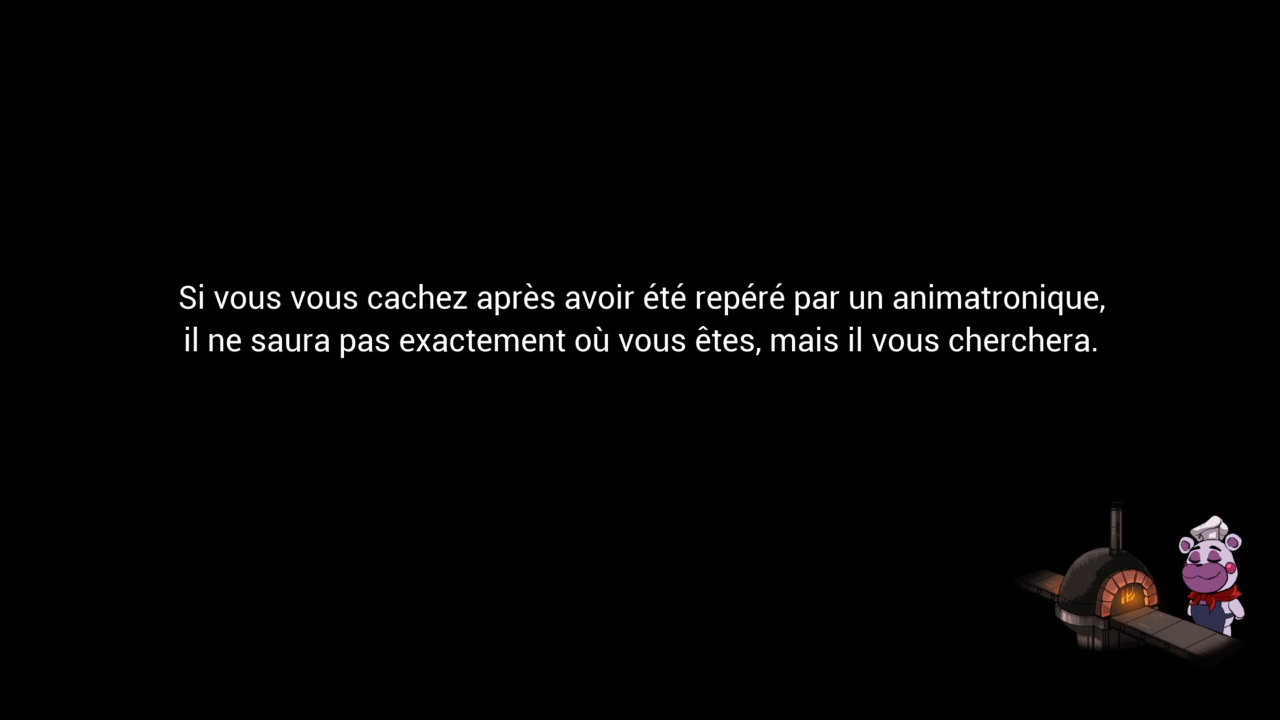 Si vous vous cachez après avoir été repéré par un animatronique,
il ne saura pas exactement où vous êtes, mais il vous cherchera.